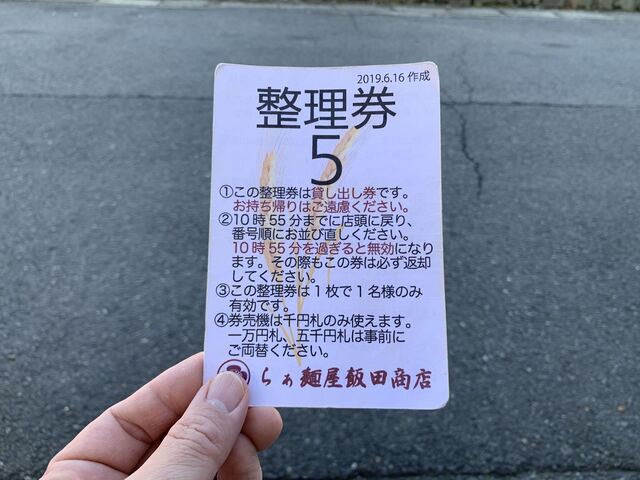 2019.6.16 作成
整理券
5
①この整理券は貸し出し券です。
お持ち帰りはご遠慮ください。
②10時55分までに店頭に戻り、
番号順にお並び直しください。
10時55分を過ぎると無効になり
ます。その際もこの券は必ず返却
してください。
③この整理券は1枚で1名様のみ
有効です。
④券売機は千円札のみ使えます。
一万円札、五千円札は事前に
ご両替ください。
らぁ麺屋飯田商店